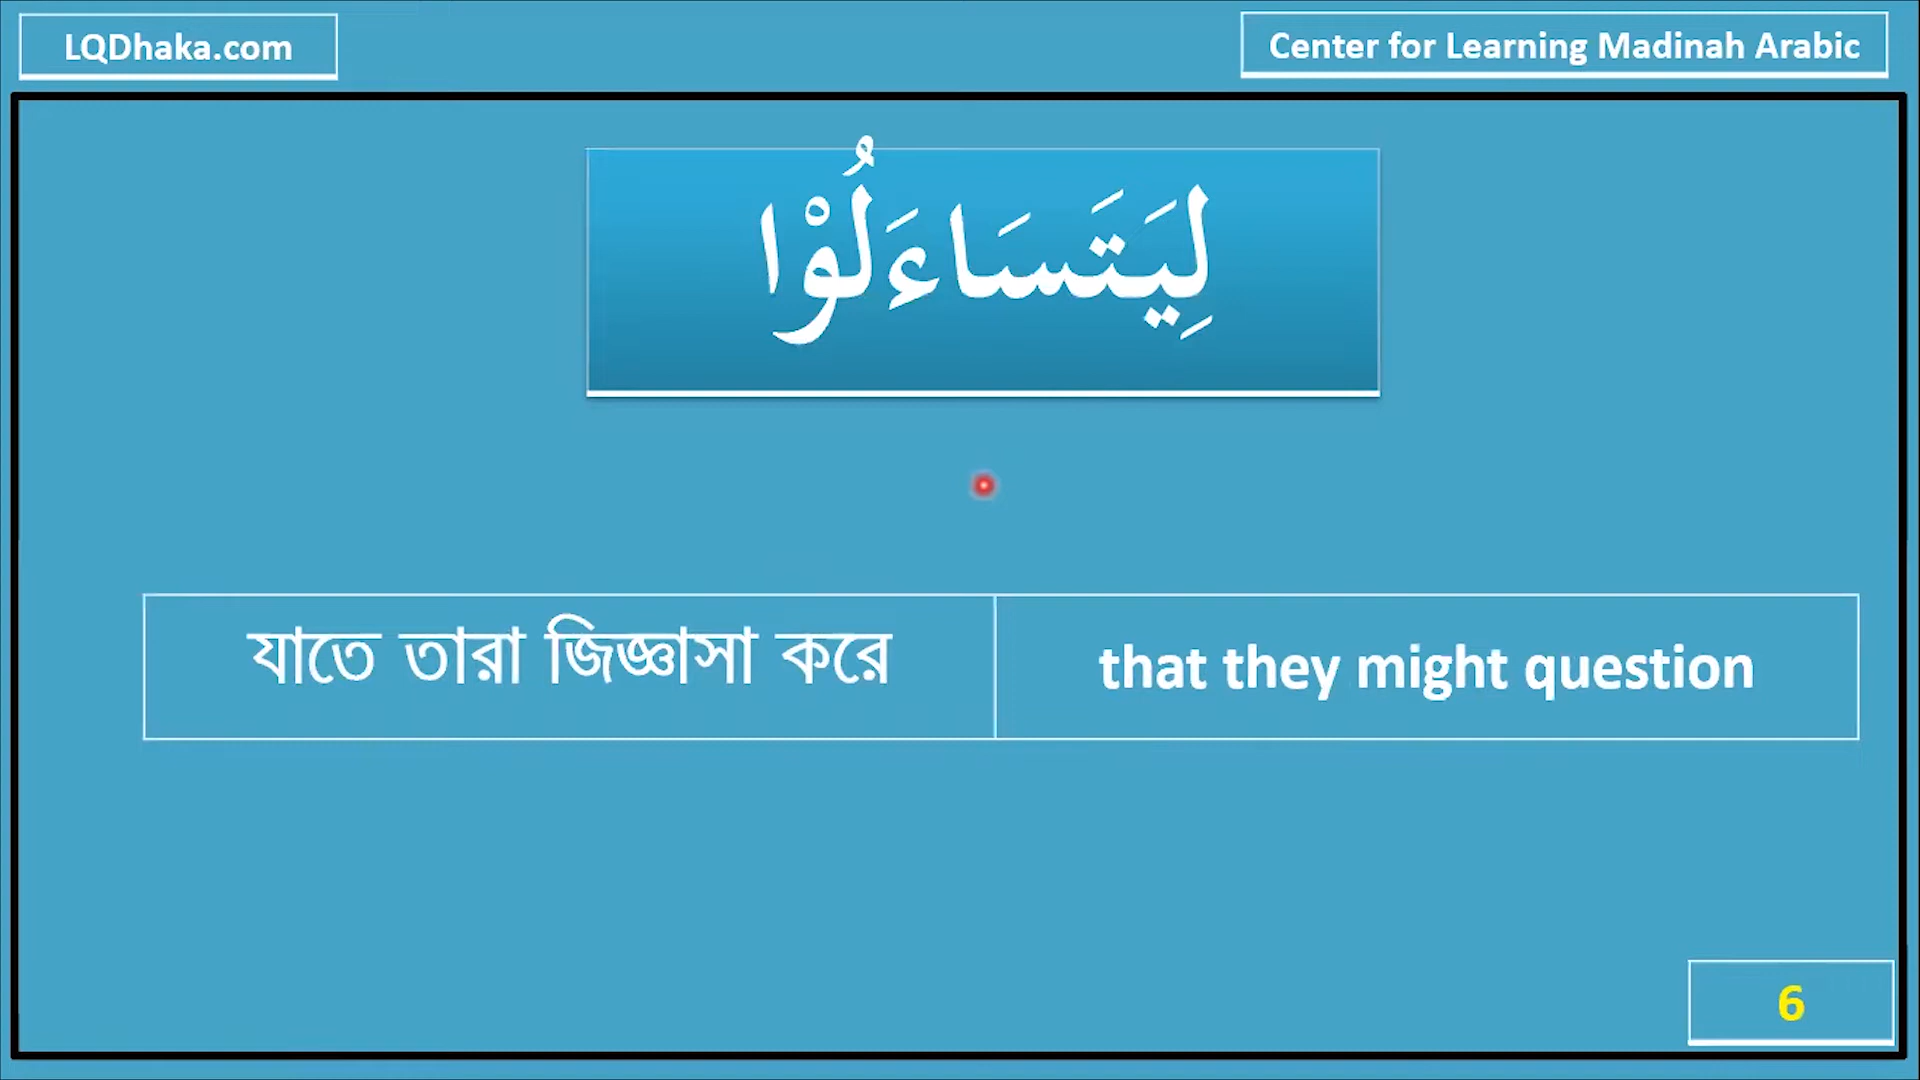 LQDhaka.com
Center for Learning Madinah Arabic
لِيَتَسَاءَلُوْا
যাতে তারা জিজ্ঞাসা করে
that they might question
6